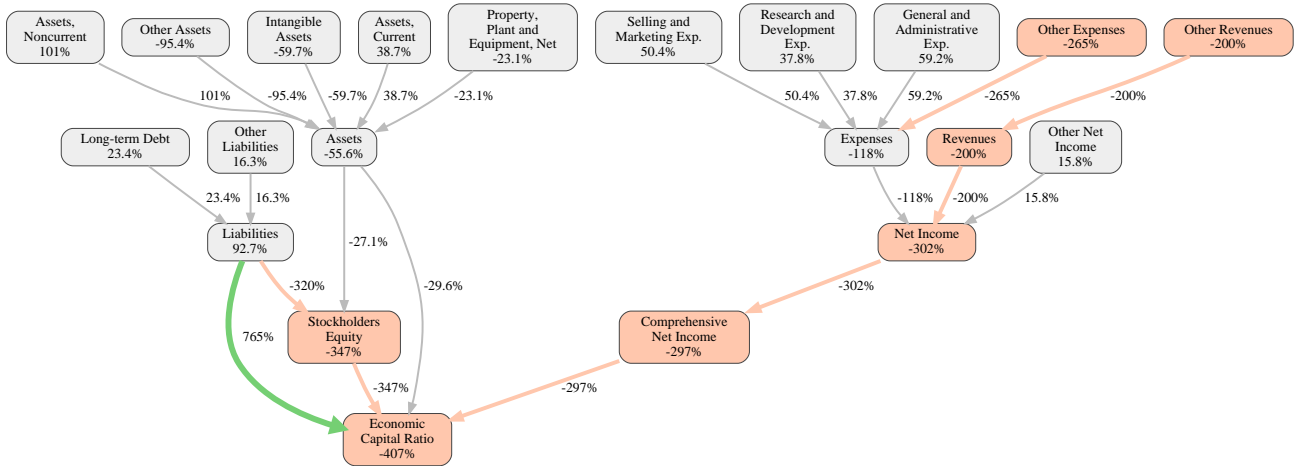 Assets,
Noncurrent
101%
Other Assets
-95.4%
Intangible
Assets
-59.7%
Assets,
Current
38.7%
Property,
Plant and
Equipment, Net
-23.1%
Selling and
Marketing Exp.
50.4%
Research and
Development
Exp.
37.8%
General and
Administrative
Exp.
59.2%
Other Expenses
-265%
Other Revenues
-200%
101%
-95.4%
-59.7%
38.7%
-23.1%
50.4%
37.8%
59.2%
-265%
-200%
Long-term Debt
23.4%
Other
Liabilities
16.3%
Assets
-55.6%
Expenses
-118%
Revenues
-200%
Other Net
Income
15.8%
23.4%
16.3%
-118%
-200%
15.8%
Liabilities
92.7%
-27.1%
Net Income
-302%
-320%
-29.6%
-302%
765%
Stockholders
Equity
-347%
Comprehensive
Net Income
-297%
-347%
-297%
Economic
Capital Ratio
-407%